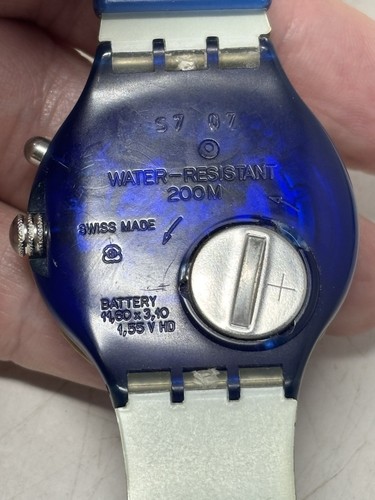 S7 07
WATER-RESISTANT
200M
SWISS MADE
+
BATTERY
11,60 x 3,10
1,55 V HD